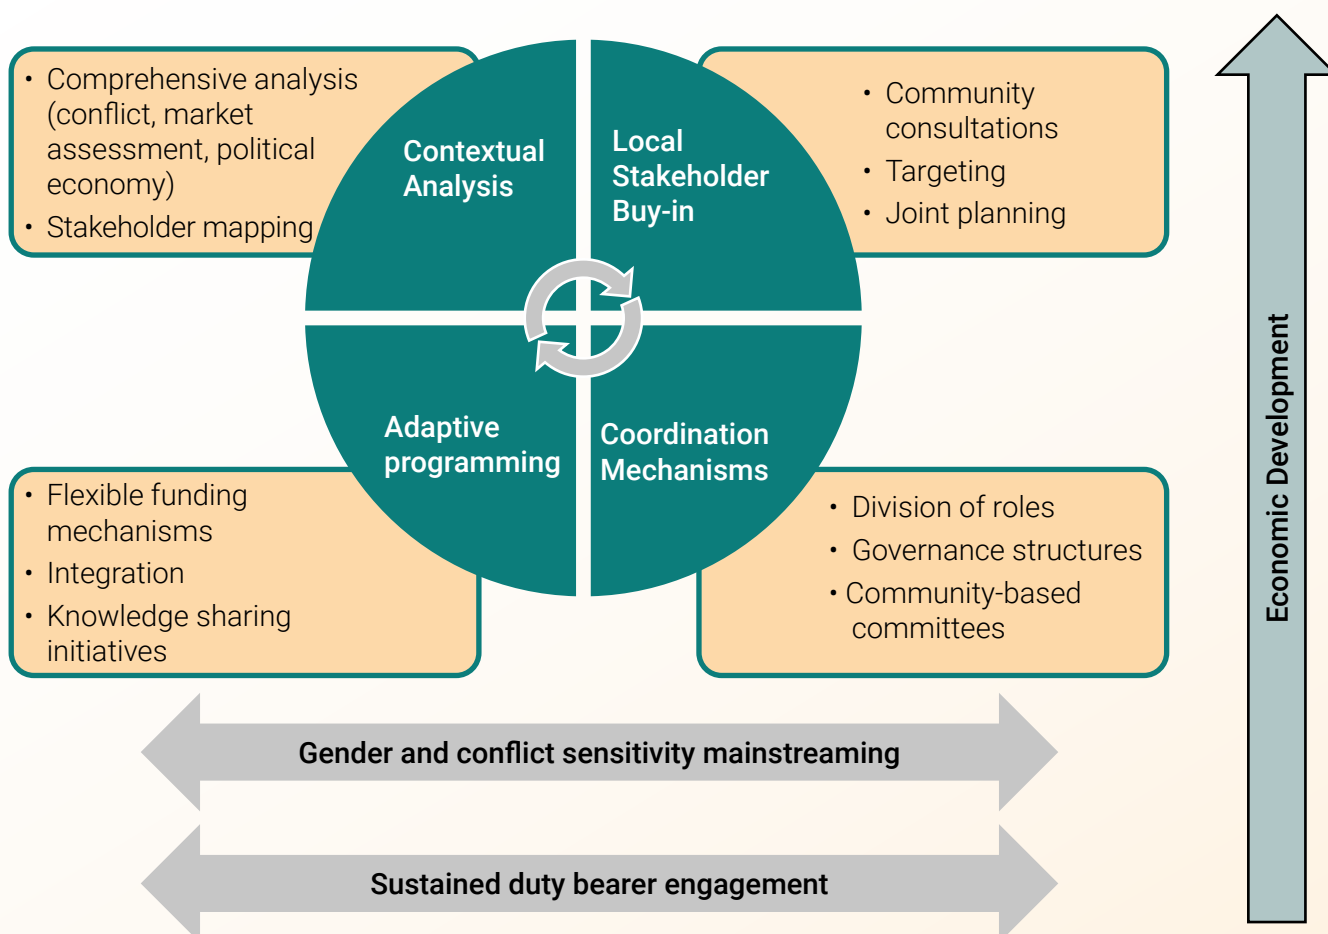 • Comprehensive analysis
(conflict, market
assessment, political
economy)
• Stakeholder mapping
Contextual
Analysis
Local
Stakeholder
Buy-in
• Community
consultations
• Targeting
• Joint planning
Adaptive
programming
Coordination
Mechanisms
• Flexible funding
mechanisms
• Integration
• Knowledge sharing
initiatives
• Division of roles
• Governance structures
• Community-based
committees
Gender and conflict sensitivity mainstreaming
Sustained duty bearer engagement
Economic Development